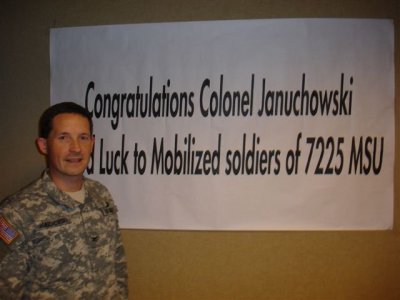 Congratulations Colonel Januchowski
d Luck to Mobilized soldiers of 7225 MSU